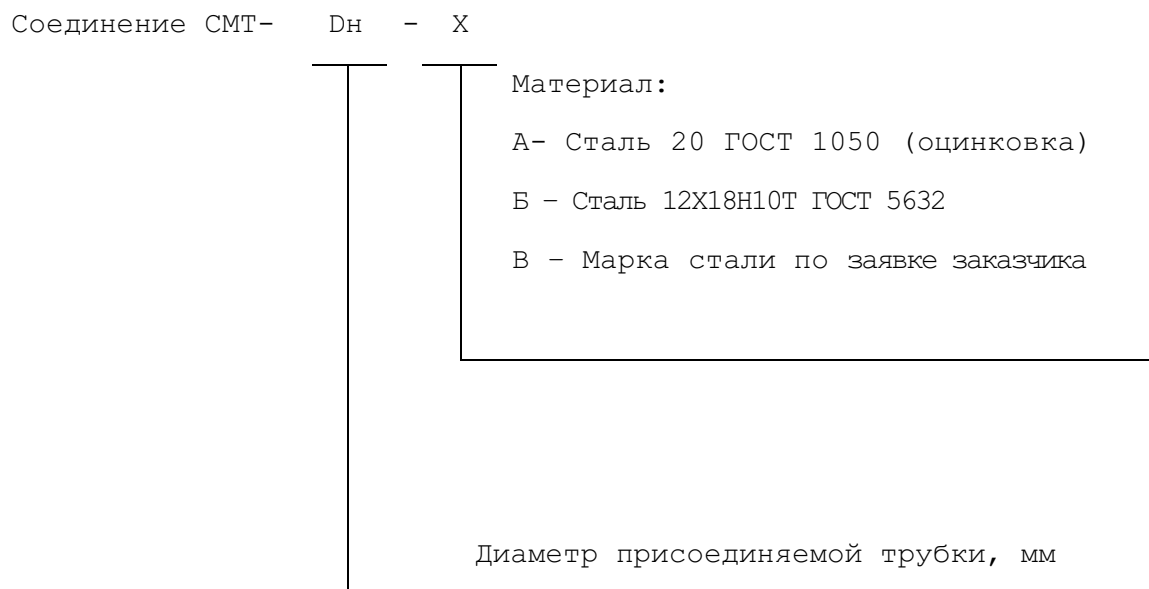 Соединение СМТ- Dн - X
Материал:
А- Сталь 20 ГОСТ 1050 (оцинковка)
Б – Сталь 12Х18Н10Т ГОСТ 5632
В – Марка стали по заявке заказчика
Диаметр присоединяемой трубки, мм